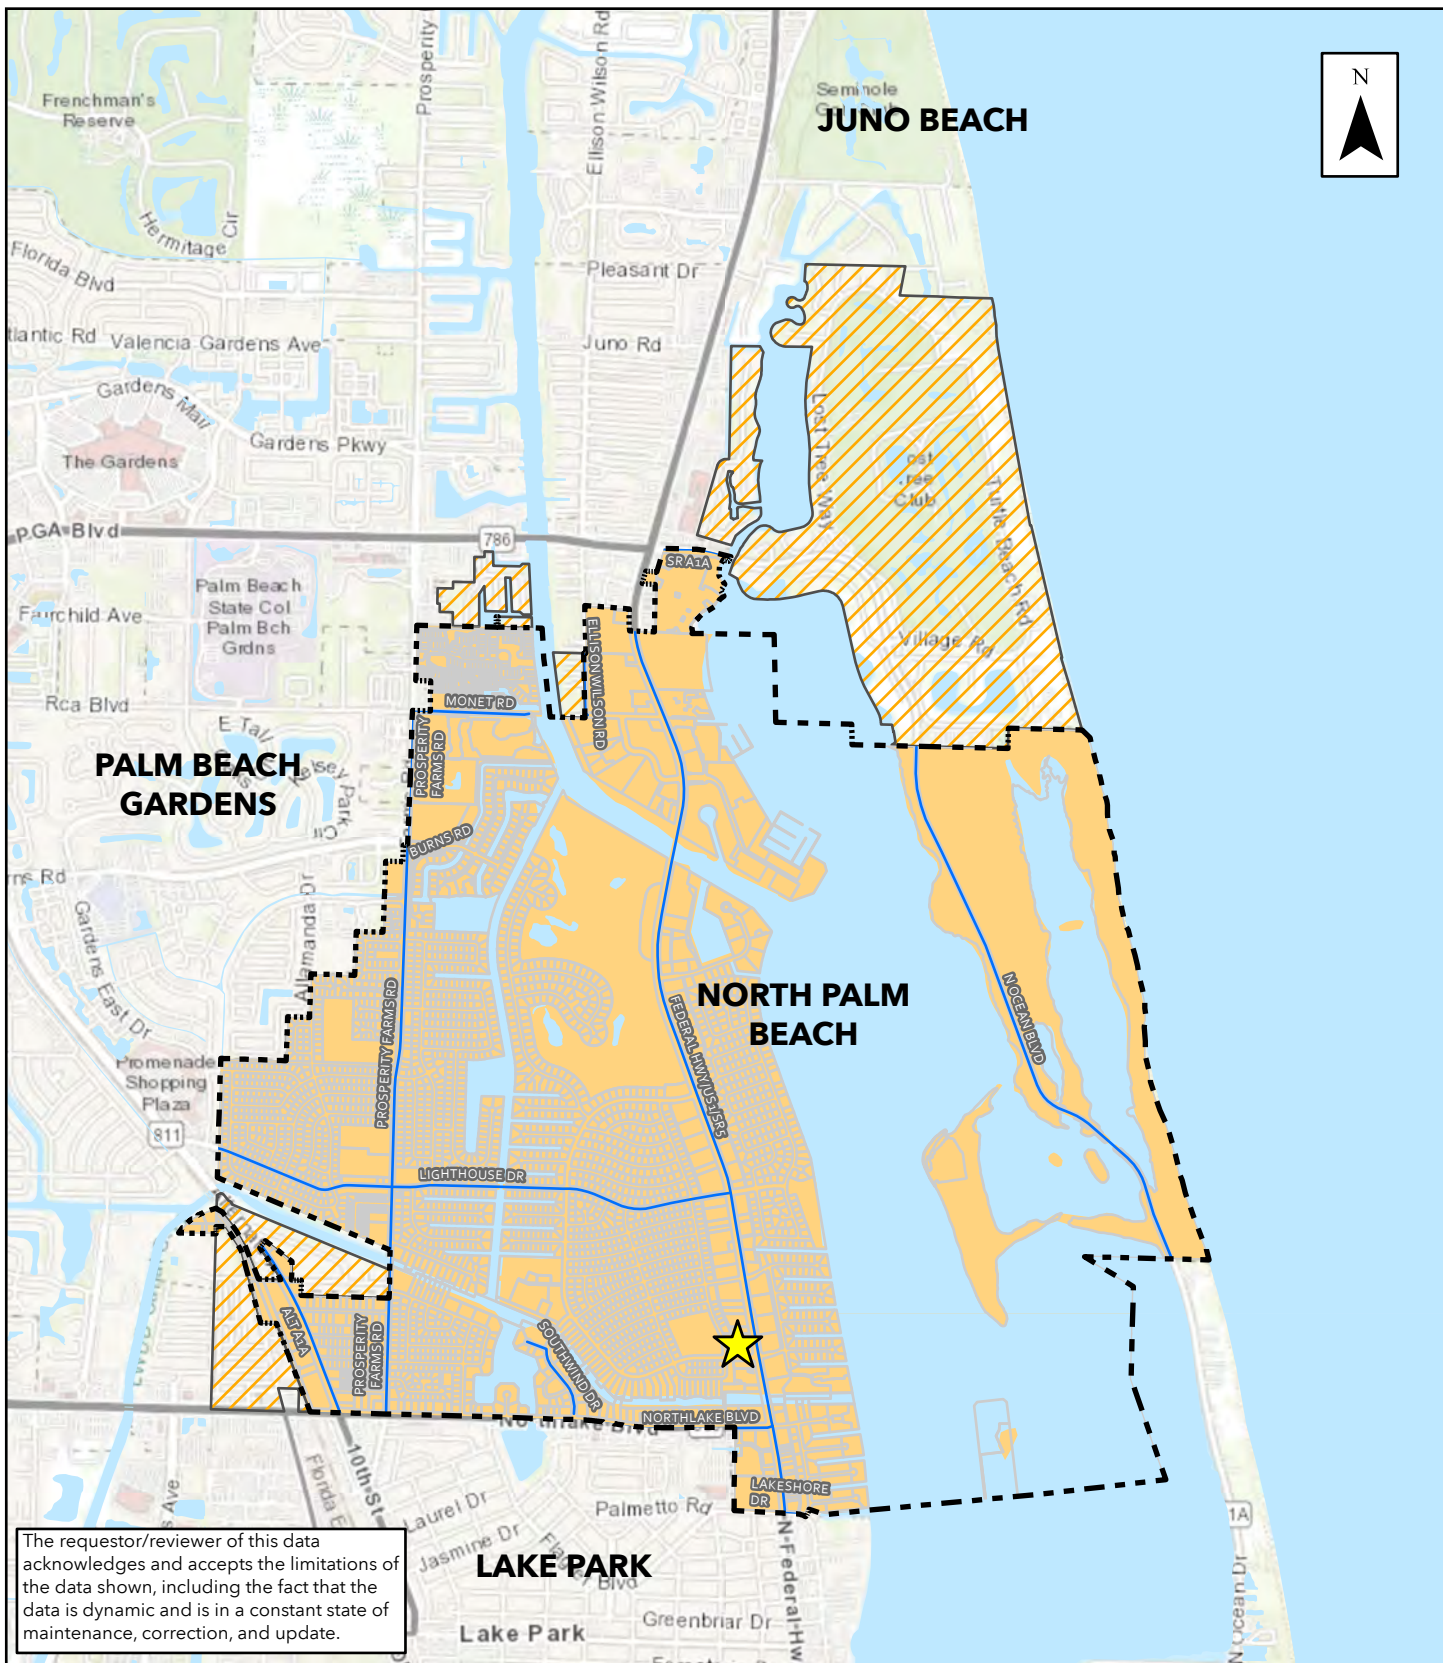 Prosperity
Ellison Wilson Rd
Frenchman's
Reserve
Seminole
JUNO BEACH
N
Hermitage Cir
Florida Blvd
Pleasant Dr
tlantic Rd
Valencia Gardens Ave
Juno Rd
Gardens Mall
Gardens Pkwy
The Gardens
Lost Tree Way
Club
Turtle Beach Rd
PGA Blvd
786
SR A1A
Palm Beach
State Col
Palm Bch
Grdns
Fairchild Ave
ELLISON WILSON RD
Village Rd
Rca Blvd
MONET RD
PROSPERITY
FARMS RD
PALM BEACH
GARDENS
BURNS RD
rns Rd
Gardens East Dr
Allamanda Dr
NORTH PALM
BEACH
N OCEAN BLVD
PROSPERITY FARMS RD
FEDERAL HWY/US 1/SR5
Promenade
Shopping
Plaza
811
LIGHTHOUSE DR
ALT A1A
PROSPERITY
FARMS RD
SOUTHWIND DR
NORTHLAKE BLVD
Northlake Blvd
10th St
LAKESHORE
DR
Laurel Dr
Palmetto Rd
1A
Jasmine Dr
LAKE PARK
N Federal Hw
Greenbriar Dr
Lake Park
N Ocean Dr
The requestor/reviewer of this data
acknowledges and accepts the limitations of
the data shown, including the fact that the
data is dynamic and is in a constant state of
maintenance, correction, and update.